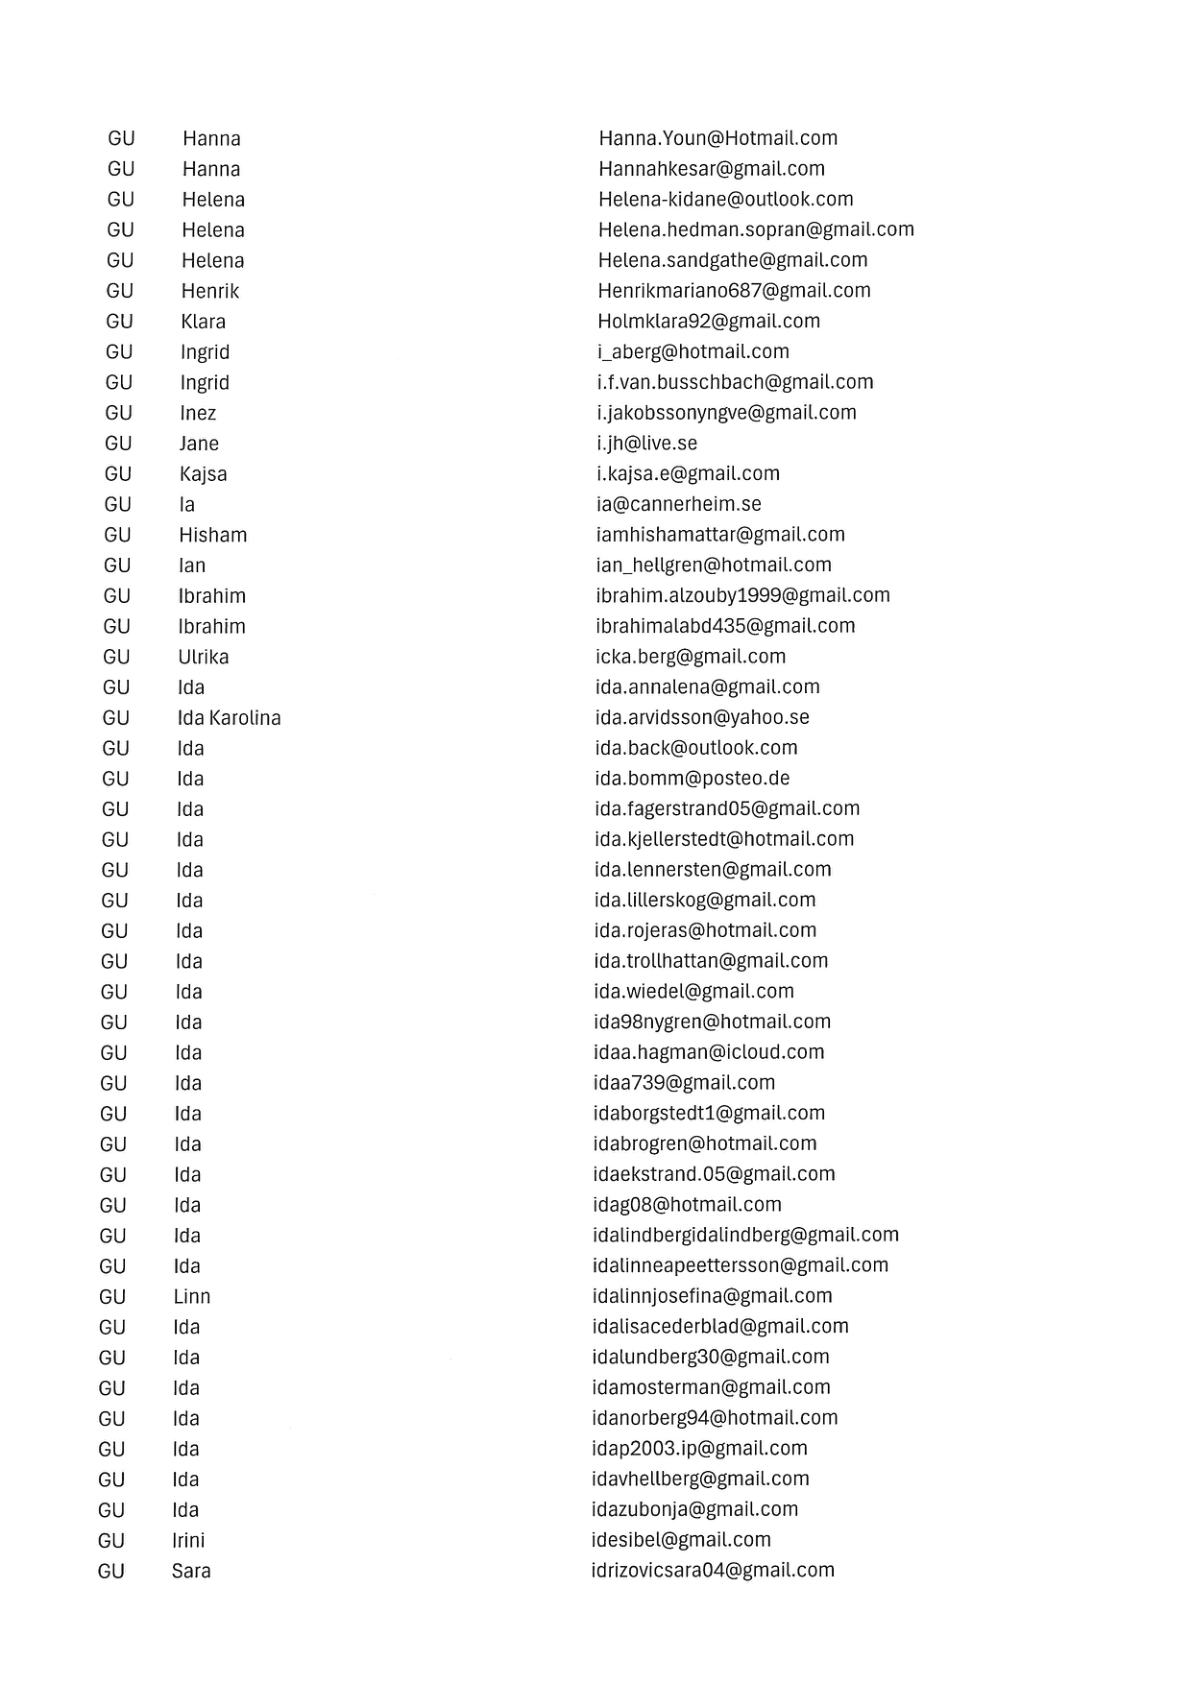 GU Hanna Hanna.Youn@Hotmail.com
GU Hanna Hannahkesar@gmail.com
GU Helena Helena-kidane@outlook.com
GU Helena Helena.hedman.sopran@gmail.com
GU Helena Helena.sandgathe@gmail.com
GU Henrik Henrikmariano687@gmail.com
GU Klara Holmklara92@gmail.com
GU Ingrid i_aberg@hotmail.com
GU Ingrid i.f.van.busschbach@gmail.com
GU Inez i.jakobssonyngve@gmail.com
GU Jane i.jh@live.se
GU Kajsa i.kajsa.e@gmail.com
GU Ia ia@cannerheim.se
GU Hisham iamhishamattar@gmail.com
GU Ian ian_hellgren@hotmail.com
GU Ibrahim ibrahim.alzouby1999@gmail.com
GU Ibrahim ibrahimalabd435@gmail.com
GU Ulrika icka.berg@gmail.com
GU Ida ida.annalena@gmail.com
GU Ida Karolina ida.arvidsson@yahoo.se
GU Ida ida.back@outlook.com
GU Ida ida.bomm@posteo.de
GU Ida ida.fagerstrand05@gmail.com
GU Ida ida.kjellerstedt@hotmail.com
GU Ida ida.lennersten@gmail.com
GU Ida ida.lillerskog@gmail.com
GU Ida ida.rojeras@hotmail.com
GU Ida ida.trollhattan@gmail.com
GU Ida ida.wiedel@gmail.com
GU Ida ida98nygren@hotmail.com
GU Ida idaa.hagman@icloud.com
GU Ida idaa739@gmail.com
GU Ida idaborgstedt1@gmail.com
GU Ida idabrogren@hotmail.com
GU Ida idaekstrand.05@gmail.com
GU Ida idag08@hotmail.com
GU Ida idalindbergidalindberg@gmail.com
GU Ida idalinneapeettersson@gmail.com
GU Linn idalinnjosefina@gmail.com
GU Ida idalisacederblad@gmail.com
GU Ida idalundberg30@gmail.com
GU Ida idamosterman@gmail.com
GU Ida idanorberg94@hotmail.com
GU Ida idap2003.ip@gmail.com
GU Ida idavhellberg@gmail.com
GU Ida idazubonja@gmail.com
GU Irini idesibel@gmail.com
GU Sara idrizovicsara04@gmail.com